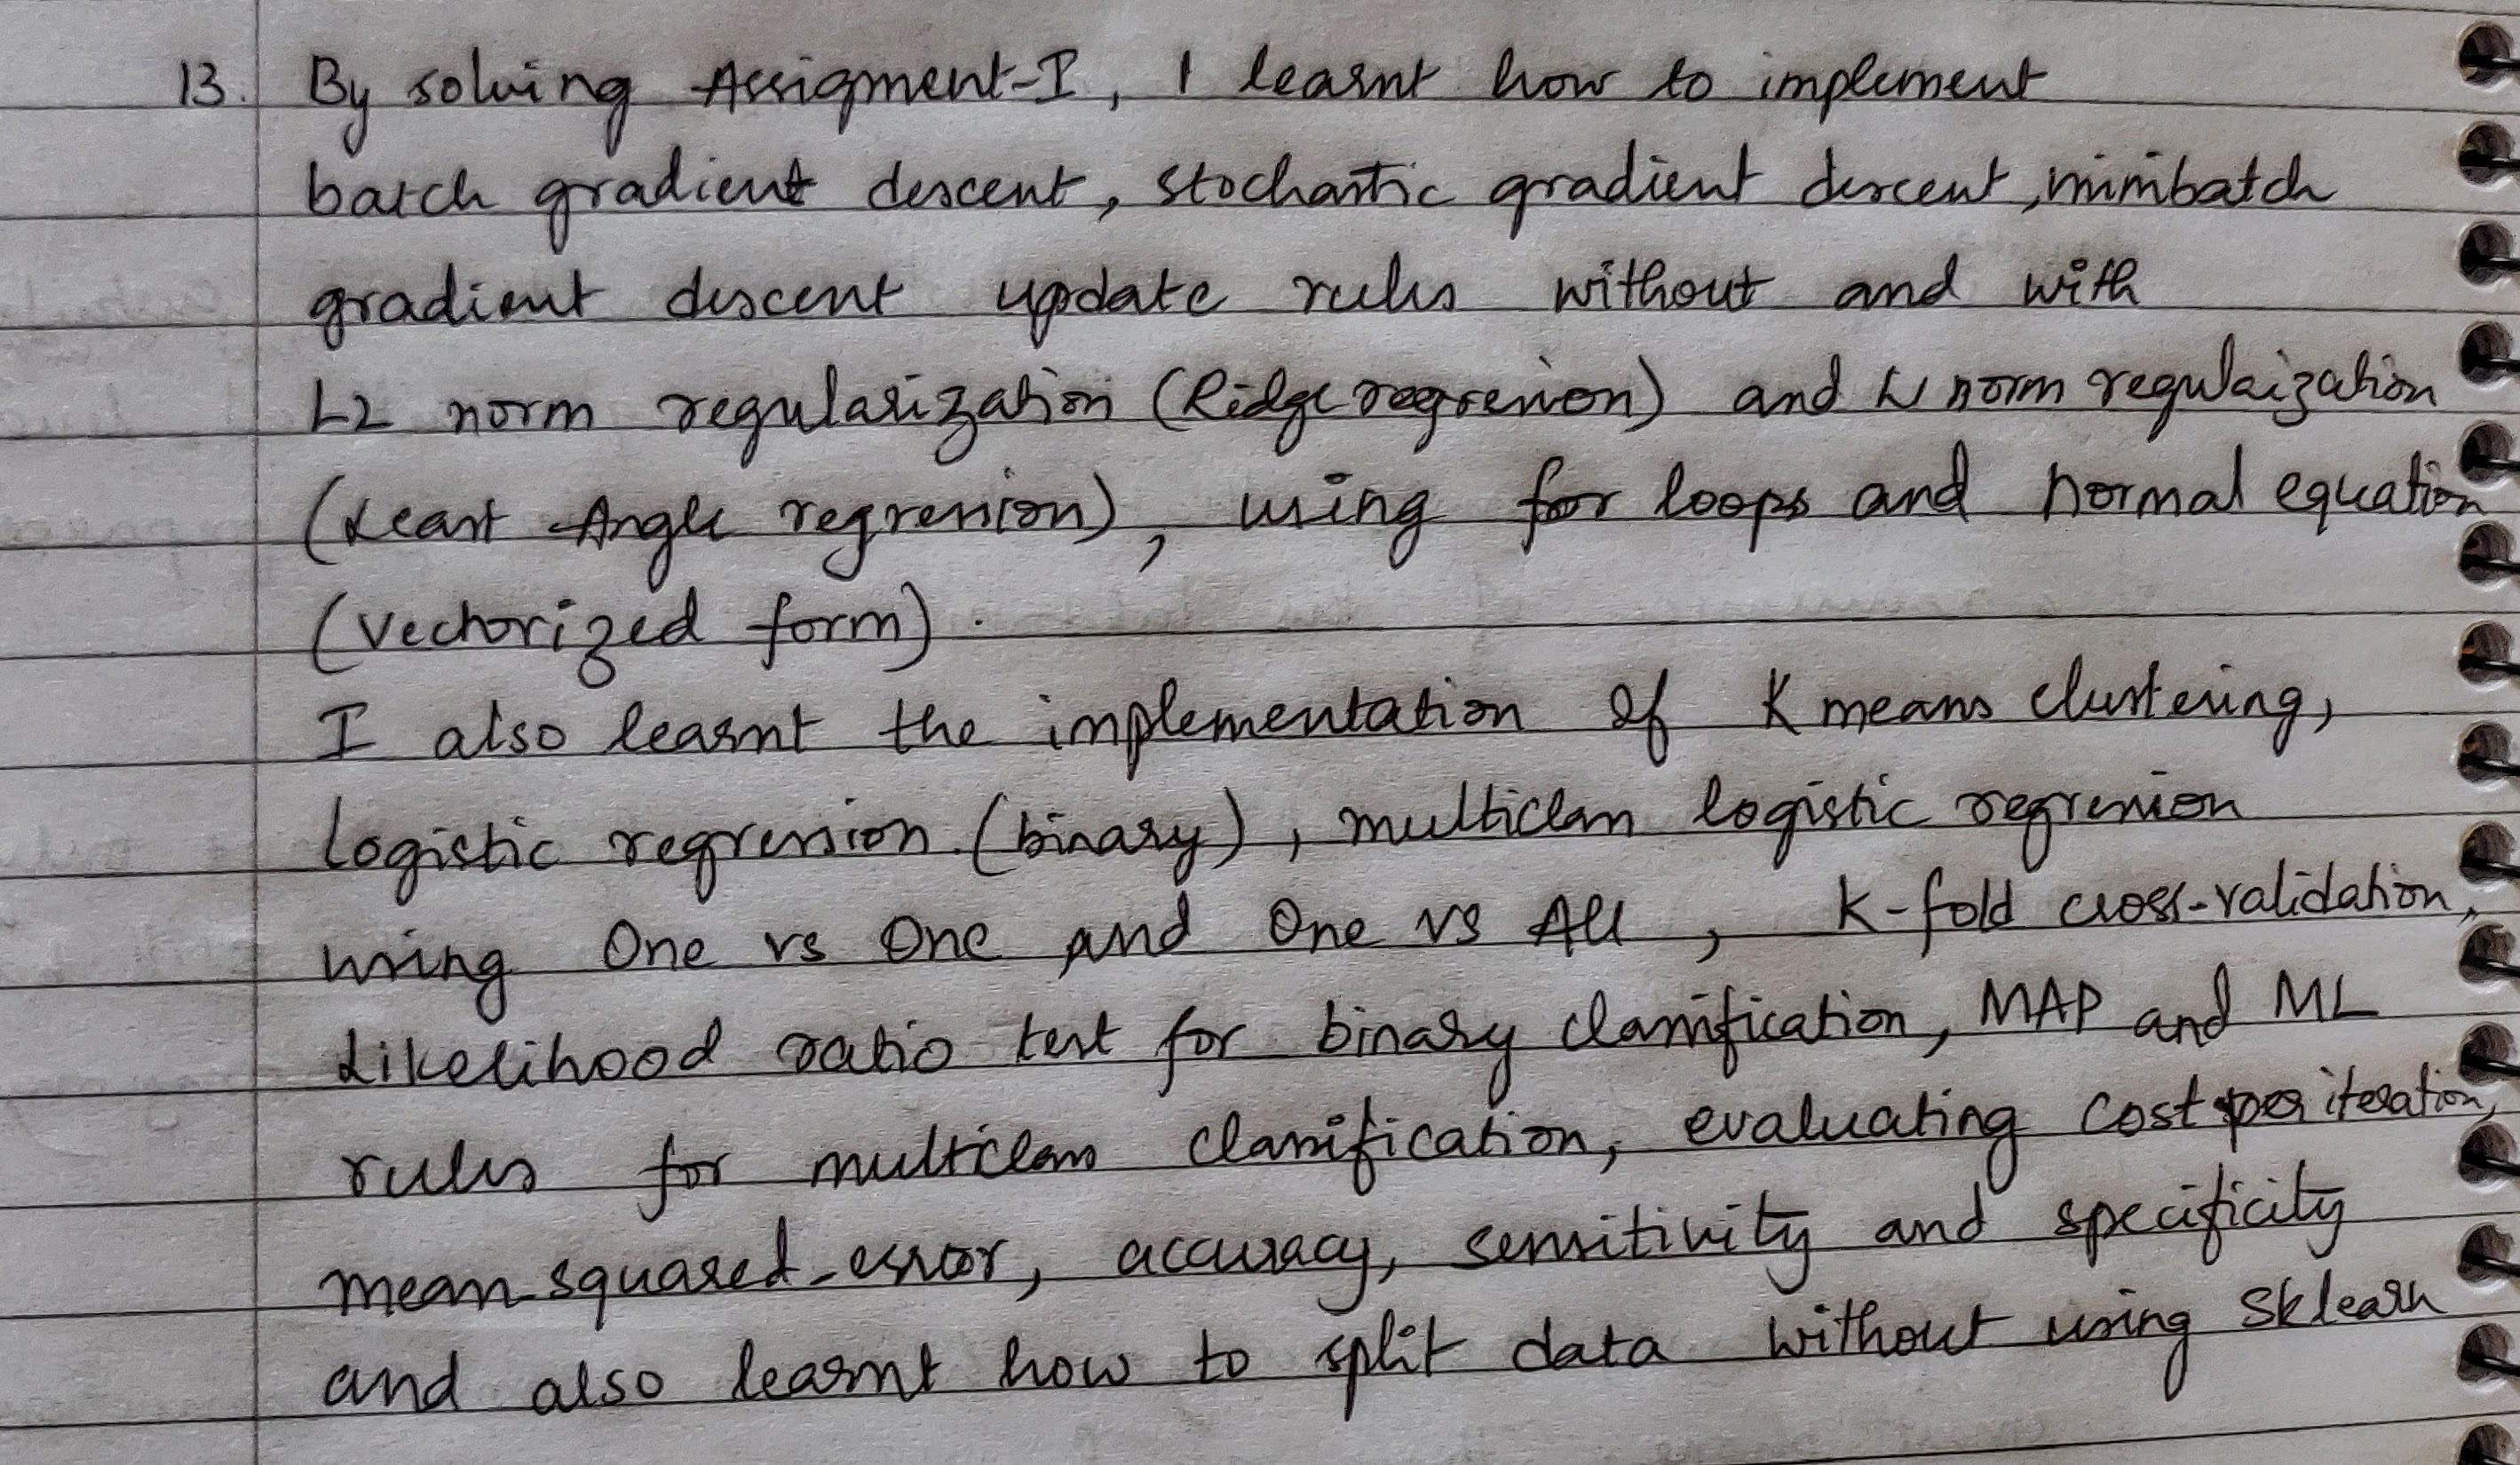 13. By solving Assigment-I, I learnt how to implement
batch gradient descent, stochastic gradient descent, minibatch
gradient descent update rules without and with
L2 norm regularization (Ridge regression) and L1 norm regulaization
(Least Angle regression), using for loops and normal equation
(vectorized form).
I also learnt the implementation of K means clustering,
logistic regression (binary), multiclass logistic regression
using One vs One and One vs All, K-fold cross-validation,
Likelihood ratio test for binary classification, MAP and ML
rules for multiclass classification, evaluating cost per iteration,
mean-squared-error, accuracy, sensitivity and specificity
and also learnt how to split data without using sklearn